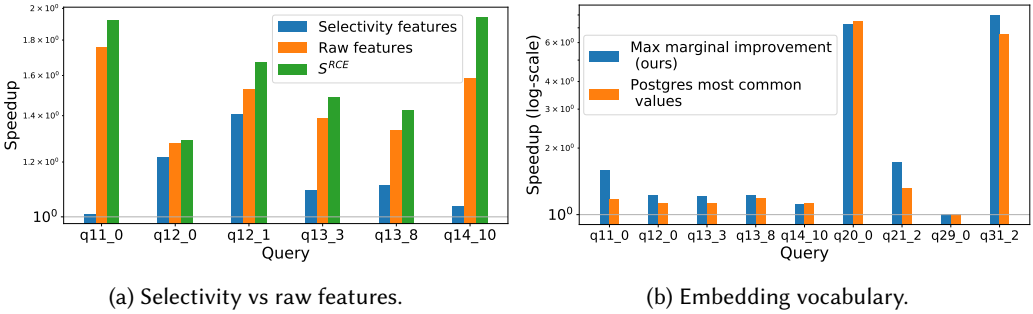 2 × 10⁰
1.8 × 10⁰
1.6 × 10⁰
1.4 × 10⁰
1.2 × 10⁰
10⁰
Speedup
Selectivity features
Raw features
S^RCE
q11_0 q12_0 q12_1 q13_3 q13_8 q14_10
Query
(a) Selectivity vs raw features.
6 × 10⁰
4 × 10⁰
3 × 10⁰
2 × 10⁰
10⁰
Speedup (log-scale)
Max marginal improvement
(ours)
Postgres most common
values
q11_0 q12_0 q13_3 q13_8 q14_10 q20_0 q21_2 q29_0 q31_2
Query
(b) Embedding vocabulary.